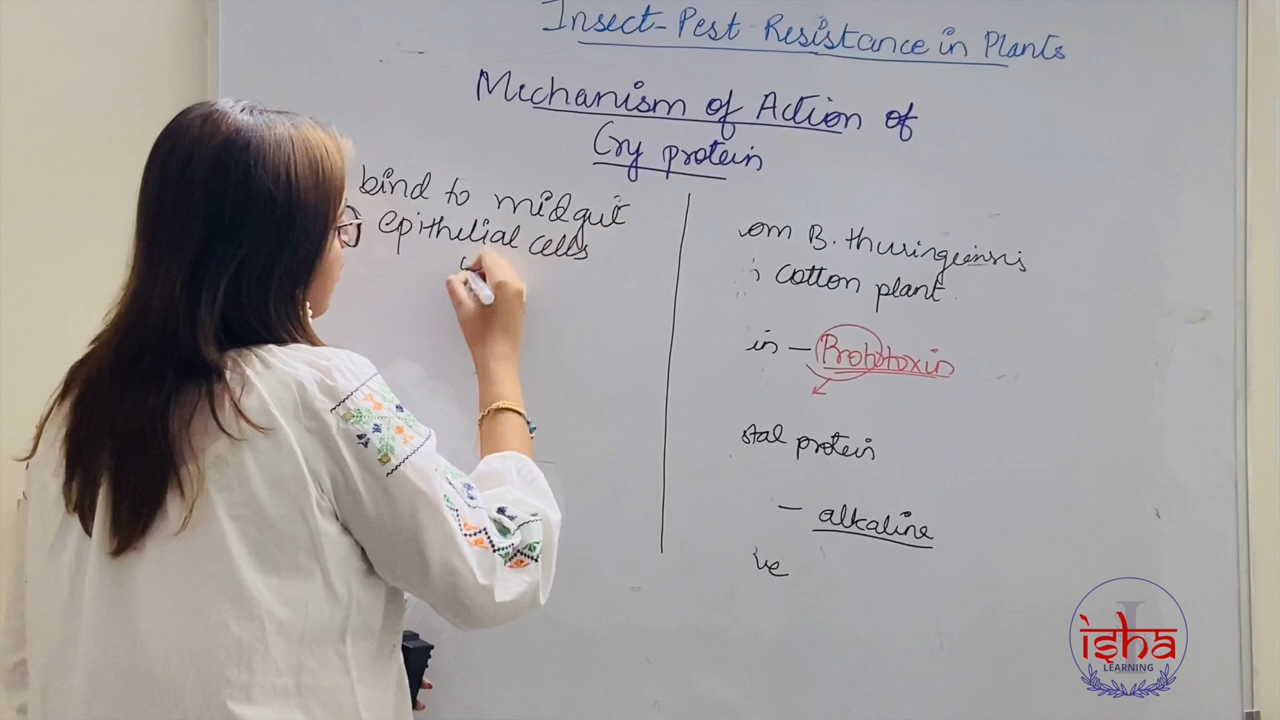 Insect-Pest Resistance in Plants
Mechanism of Action of
Cry protein
bind to midgut
epithelial cells
om B. thuringiensis
cotton plant
in - Prototoxin
stal protein
- alkaline
ve
isha
LEARNING